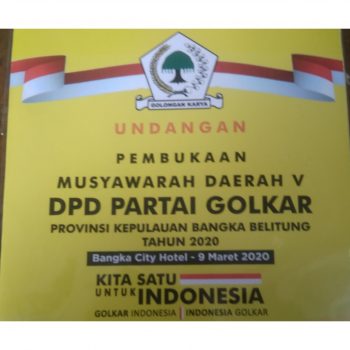 GOLONGAN KARYA
UNDANGAN
PEMBUKAAN
MUSYAWARAH DAERAH V
DPD PARTAI GOLKAR
PROVINSI KEPULAUAN BANGKA BELITUNG
TAHUN 2020
Bangka City Hotel - 9 Maret 2020
KITA SATU
UNTUK INDONESIA
GOLKAR INDONESIA | INDONESIA GOLKAR